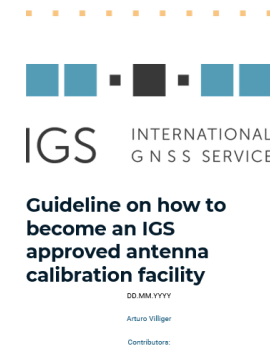 IGS
INTERNATIONAL
GNSS SERVICE
Guideline on how to
become an IGS
approved antenna
calibration facility
DD.MM.YYYY
Arturo Villiger
Contributors: